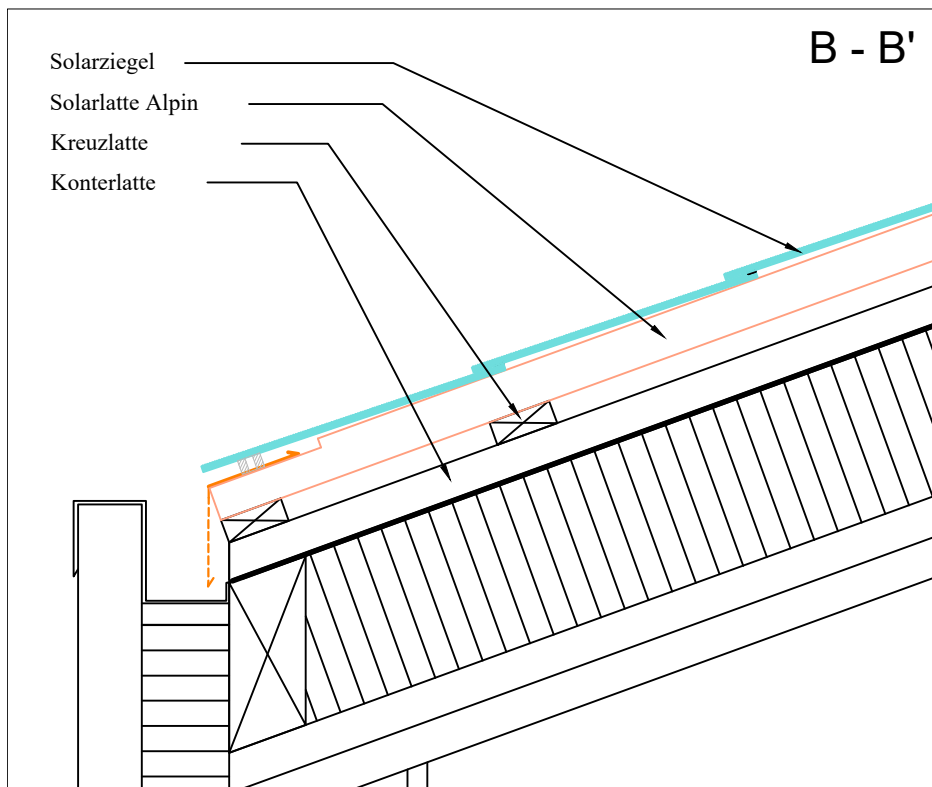 B - B'
Solarziegel
Solarlatte Alpin
Kreuzlatte
Konterlatte